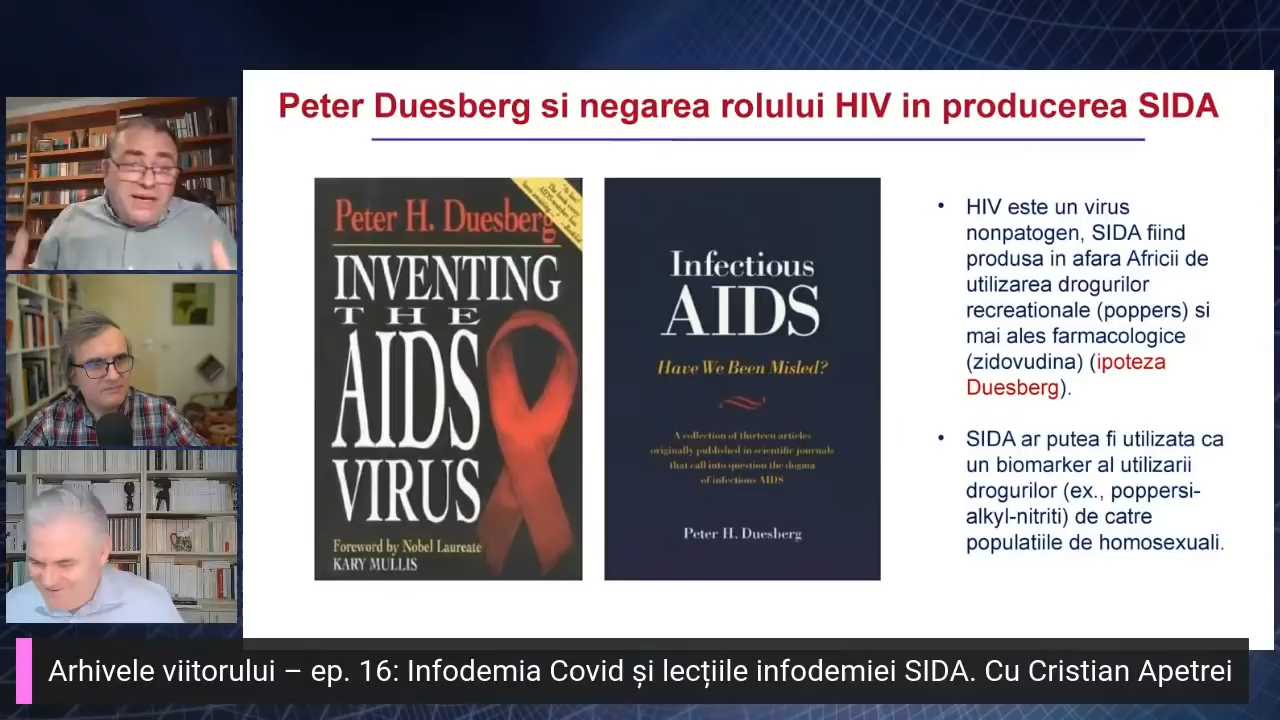 Peter Duesberg si negarea rolului HIV in producerea SIDA
Peter H. Duesberg
INVENTING
THE
AIDS
VIRUS
Foreword by Nobel Laureate
KARY MULLIS
Infectious
AIDS
Have We Been Misled?
A collection of thirteen articles
originally published in scientific journals
that call into question the dogma
of infectious AIDS
Peter H. Duesberg
• HIV este un virus
nonpatogen, SIDA fiind
produsa in afara Africii de
utilizarea drogurilor
recreationale (poppers) si
mai ales farmacologice
(zidovudina) (ipoteza
Duesberg).
• SIDA ar putea fi utilizata ca
un biomarker al utilizarii
drogurilor (ex., poppersi-
alkyl-nitriti) de catre
populatiile de homosexuali.
Arhivele viitorului – ep. 16: Infodemia Covid și lecțiile infodemiei SIDA. Cu Cristian Apetrei